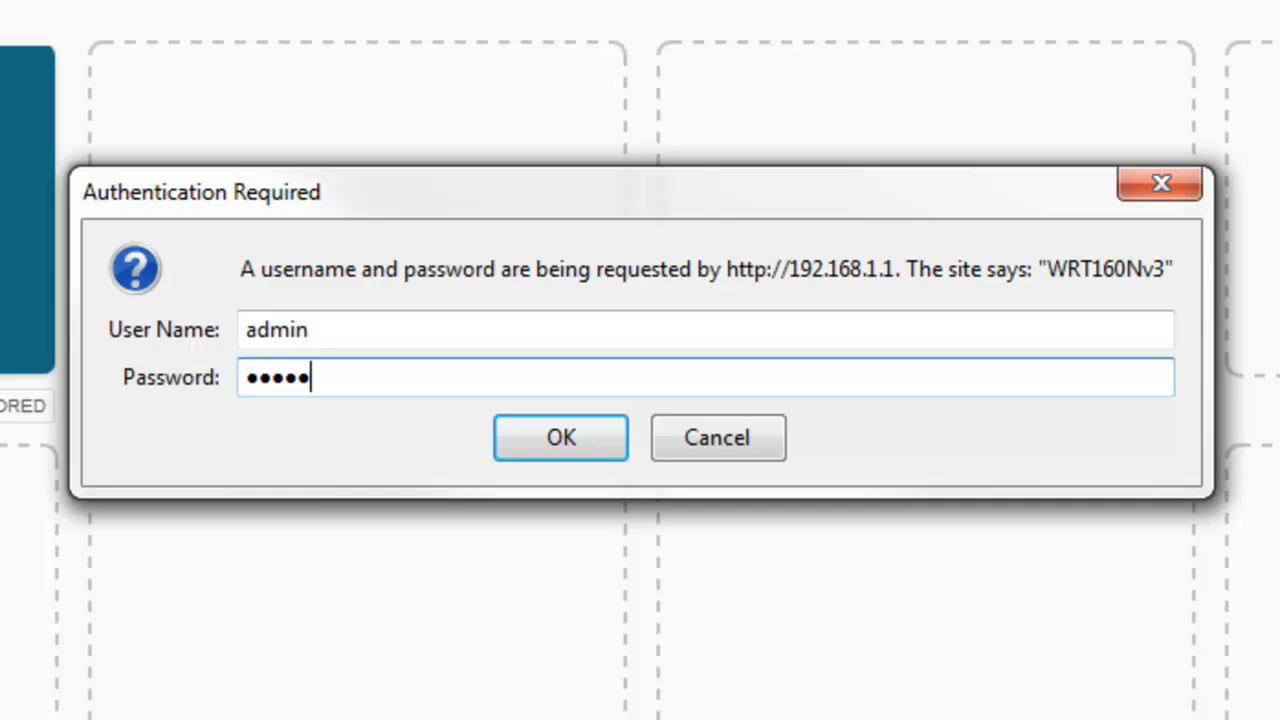 Authentication Required
A username and password are being requested by http://192.168.1.1. The site says: "WRT160Nv3"
User Name: admin
Password: •••••
ORED
OK Cancel